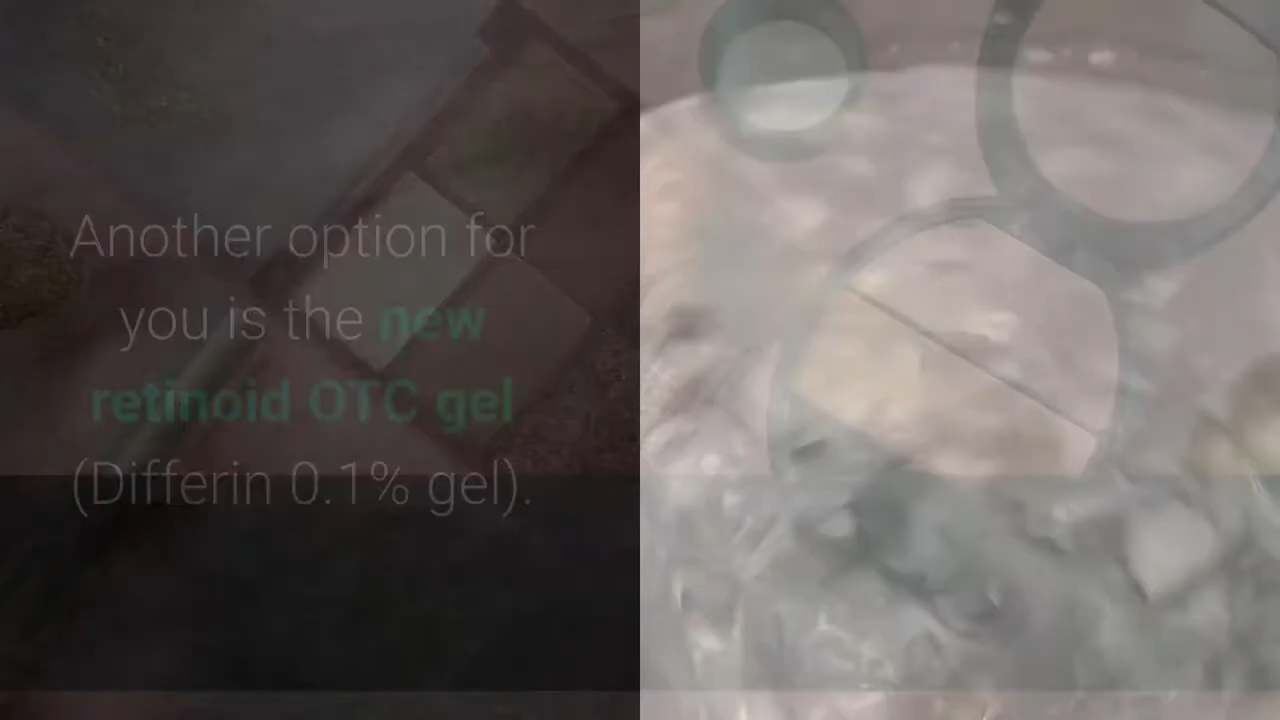 Another option for
you is the new
retinoid OTC gel
(Differin 0.1% gel).